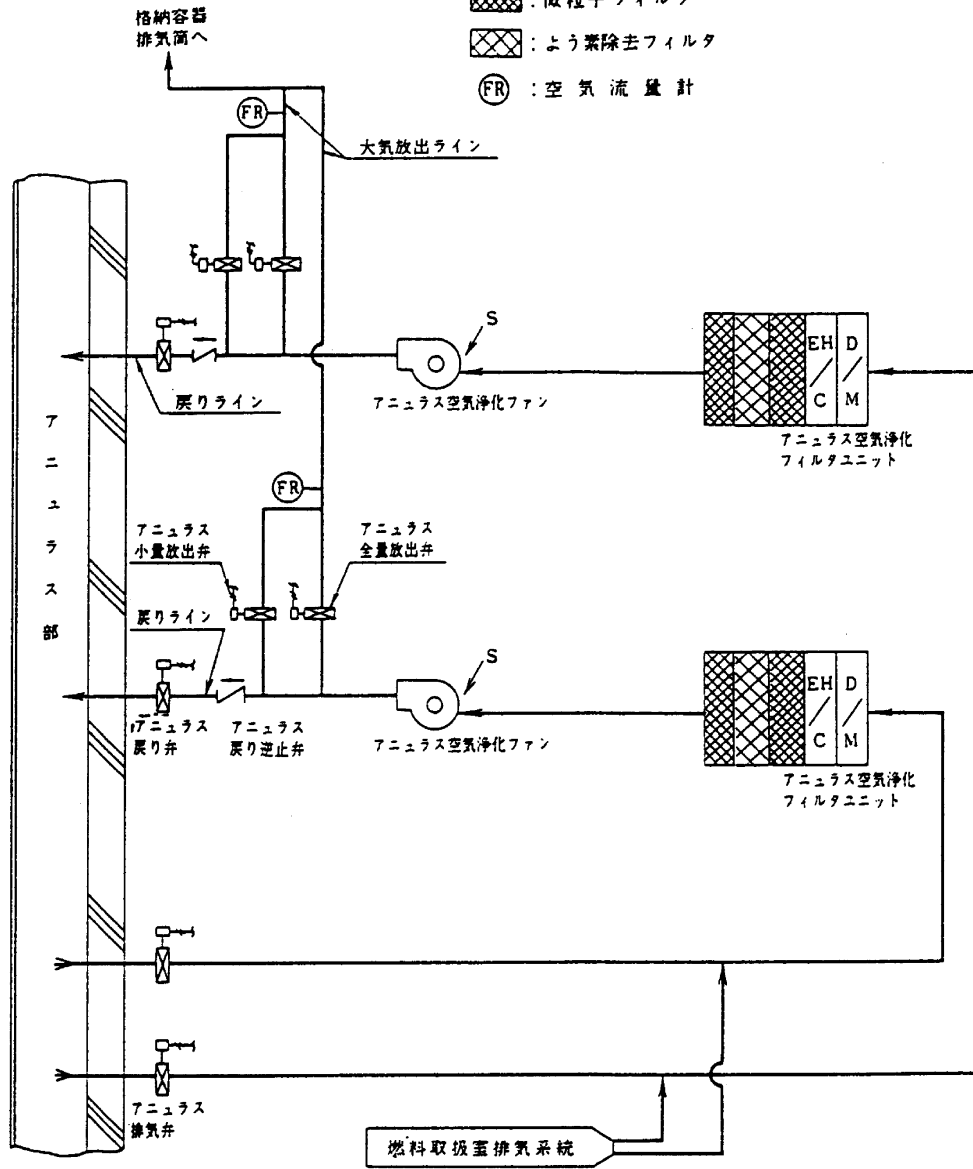 格納容器
排気筒へ
：微粒子フィルタ
：よう素除去フィルタ
FR ：空気流量計
FR
大気放出ライン
S
EH／C
D／M
戻りライン
アニュラス空気浄化ファン
アニュラス空気浄化
フィルタユニット
アニュラス部
FR
アニュラス
小量放出弁
アニュラス
全量放出弁
戻りライン
S
EH／C
D／M
アニュラス
戻り弁
アニュラス
戻り逆止弁
アニュラス空気浄化ファン
アニュラス空気浄化
フィルタユニット
アニュラス
排気弁
燃料取扱室排気系統